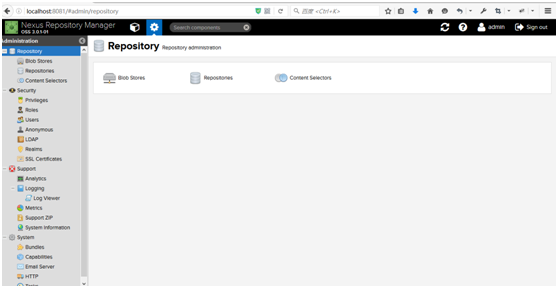 localhost:8081/#admin/repository
百度 <Ctrl+K>
Nexus Repository Manager
OSS 3.0.1-01
Search components
admin
Sign out
dministration
Repository
Blob Stores
Repositories
Content Selectors
Security
Privileges
Roles
Users
Anonymous
LDAP
Realms
SSL Certificates
Support
Analytics
Logging
Log Viewer
Metrics
Support ZIP
System Information
System
Bundles
Capabilities
Email Server
HTTP
Repository Repository administration
Blob Stores
Repositories
Content Selectors